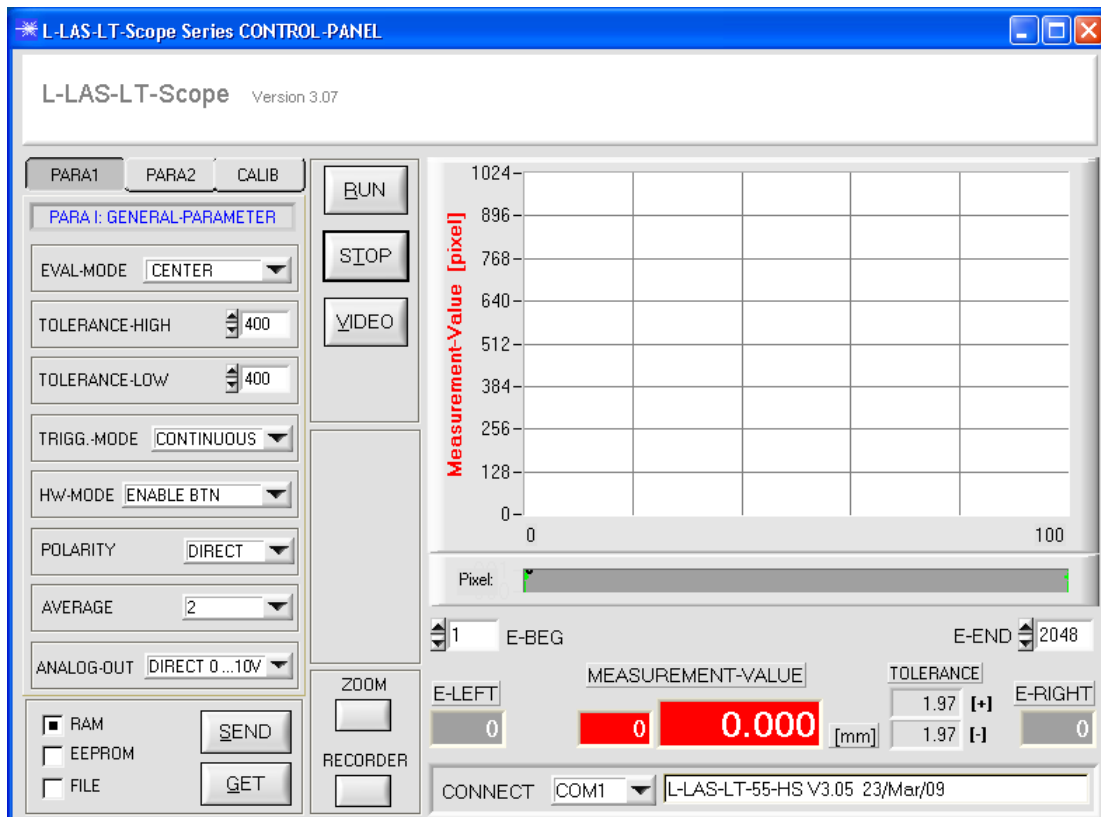 L-LAS-LT-Scope Series CONTROL-PANEL
L-LAS-LT-Scope Version 3.07
PARA1 PARA2 CALIB
PARA I: GENERAL-PARAMETER
EVAL-MODE CENTER
TOLERANCE-HIGH 400
TOLERANCE-LOW 400
TRIGG.-MODE CONTINUOUS
HW-MODE ENABLE BTN
POLARITY DIRECT
AVERAGE 2
ANALOG-OUT DIRECT 0...10V
RAM
EEPROM
FILE
SEND
GET
RUN
STOP
VIDEO
ZOOM
RECORDER
Measurement-Value [pixel]
1024
896
768
640
512
384
256
128
0
0 100
Pixel:
1 E-BEG E-END 2048
E-LEFT
0
MEASUREMENT-VALUE
0 0.000 [mm]
TOLERANCE
1.97 [+]
1.97 [-]
E-RIGHT
0
CONNECT COM1 L-LAS-LT-55-HS V3.05 23/Mar/09